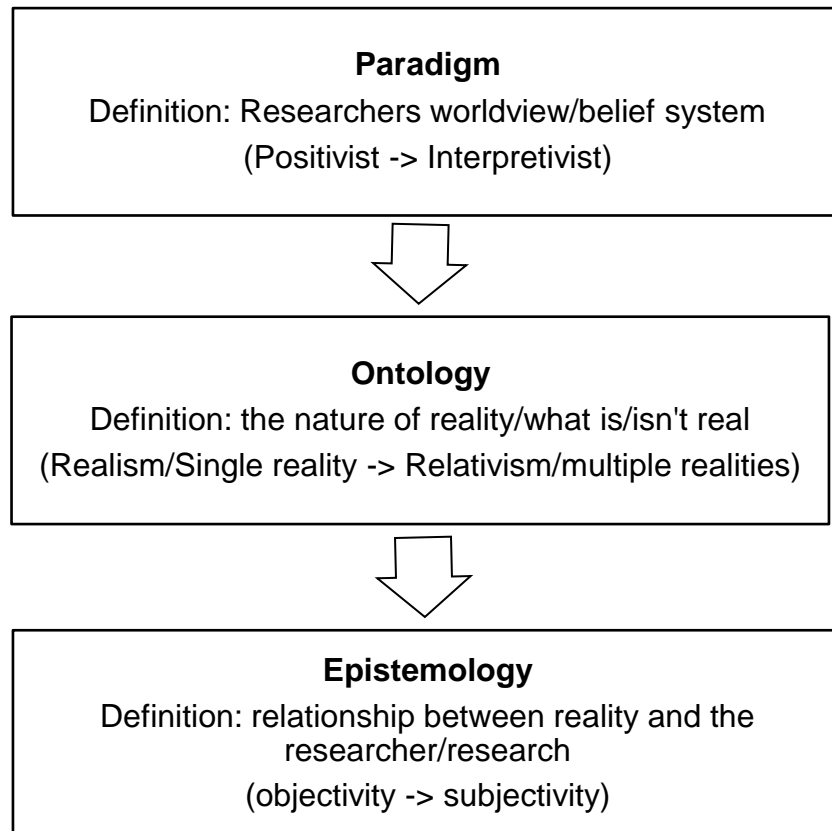 Paradigm
Definition: Researchers worldview/belief system
(Positivist -> Interpretivist)
Ontology
Definition: the nature of reality/what is/isn't real
(Realism/Single reality -> Relativism/multiple realities)
Epistemology
Definition: relationship between reality and the
researcher/research
(objectivity -> subjectivity)